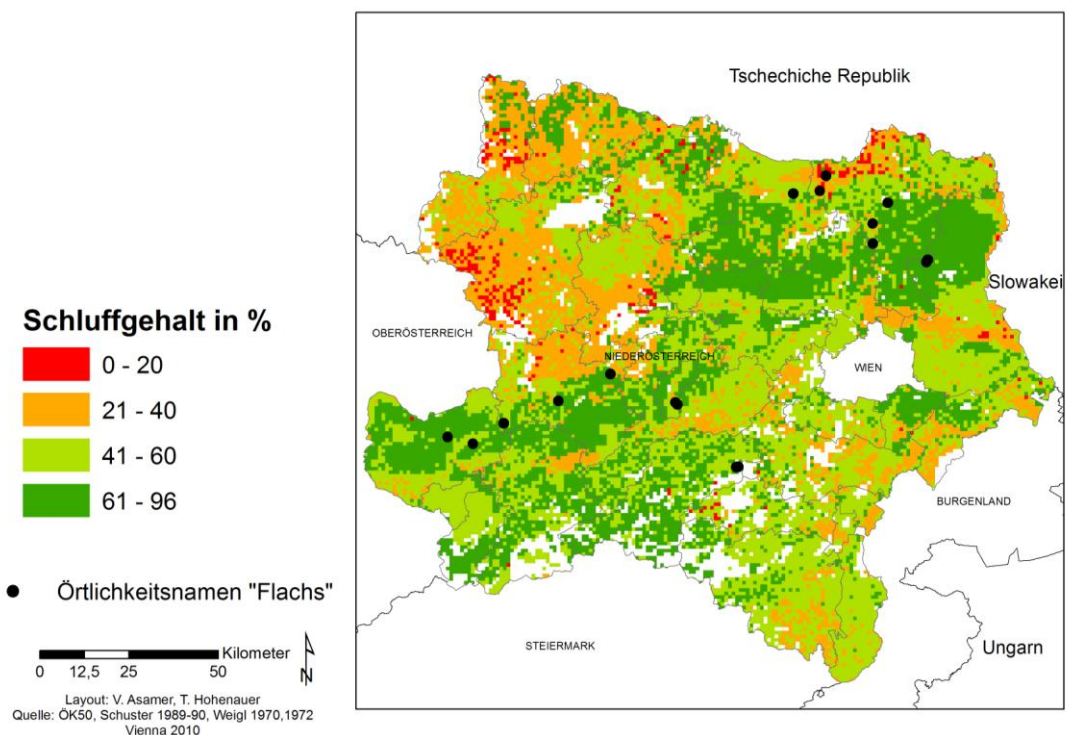 Tschechiche Republik
Slowakei
OBERÖSTERREICH
NIEDERÖSTERREICH
WIEN
BURGENLAND
STEIERMARK
Ungarn
Schluffgehalt in %
0 - 20
21 - 40
41 - 60
61 - 96
Örtlichkeitsnamen "Flachs"
Kilometer
0 12,5 25 50
N
Layout: V. Asamer, T. Hohenauer
Quelle: ÖK50, Schuster 1989-90, Weigl 1970,1972
Vienna 2010